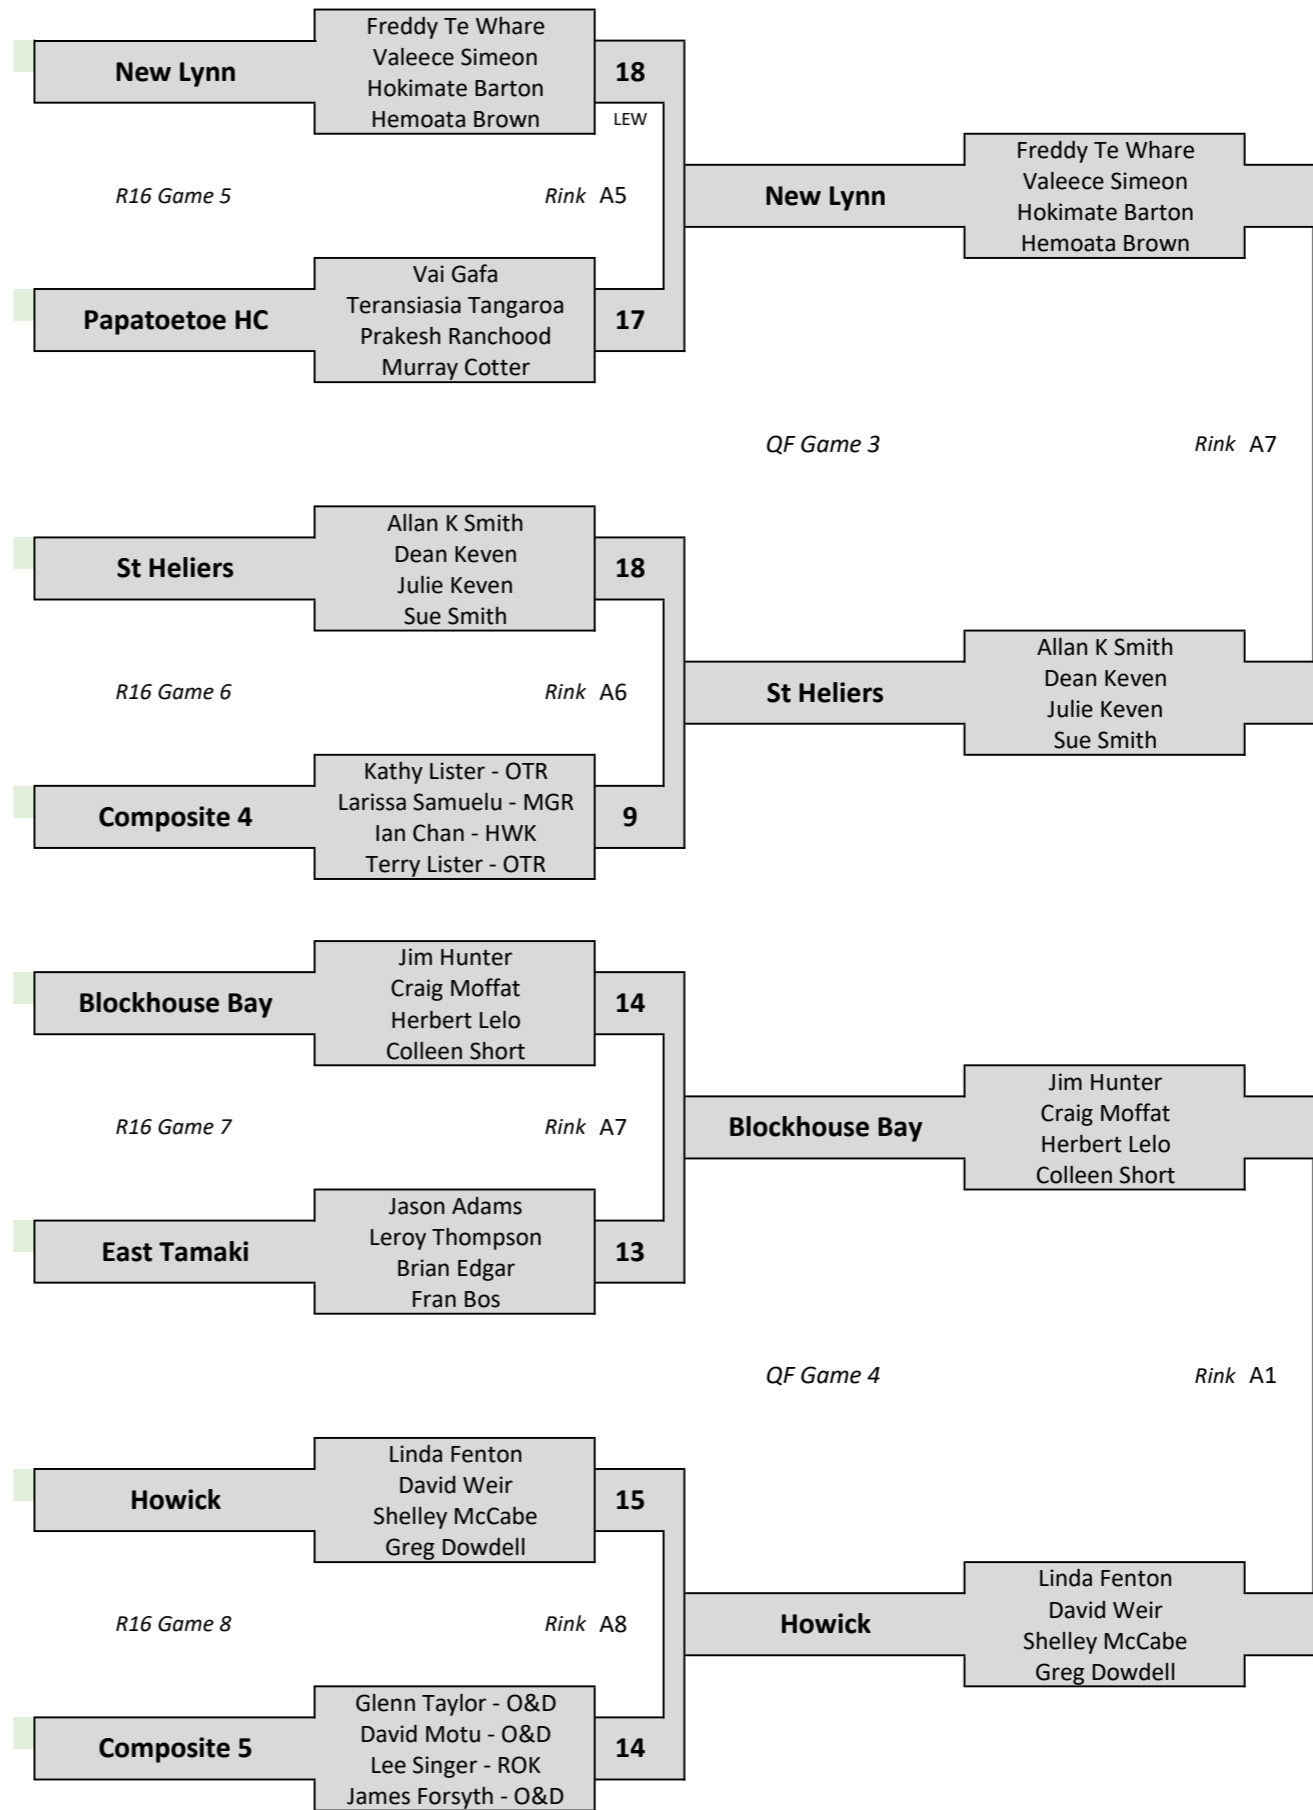 Freddy Te Whare
New Lynn Valeece Simeon 18
Hokimate Barton
Hemoata Brown LEW
R16 Game 5 Rink A5
Vai Gafa
Papatoetoe HC Teransiasia Tangaroa 17
Prakesh Ranchood
Murray Cotter
Freddy Te Whare
New Lynn Valeece Simeon
Hokimate Barton
Hemoata Brown
QF Game 3 Rink A7
Allan K Smith
St Heliers Dean Keven 18
Julie Keven
Sue Smith
R16 Game 6 Rink A6
Kathy Lister - OTR
Composite 4 Larissa Samuelu - MGR 9
Ian Chan - HWK
Terry Lister - OTR
Allan K Smith
St Heliers Dean Keven
Julie Keven
Sue Smith
Jim Hunter
Blockhouse Bay Craig Moffat 14
Herbert Lelo
Colleen Short
R16 Game 7 Rink A7
Jason Adams
East Tamaki Leroy Thompson 13
Brian Edgar
Fran Bos
Jim Hunter
Blockhouse Bay Craig Moffat
Herbert Lelo
Colleen Short
QF Game 4 Rink A1
Linda Fenton
Howick David Weir 15
Shelley McCabe
Greg Dowdell
R16 Game 8 Rink A8
Glenn Taylor - O&D
Composite 5 David Motu - O&D 14
Lee Singer - ROK
James Forsyth - O&D
Linda Fenton
Howick David Weir
Shelley McCabe
Greg Dowdell